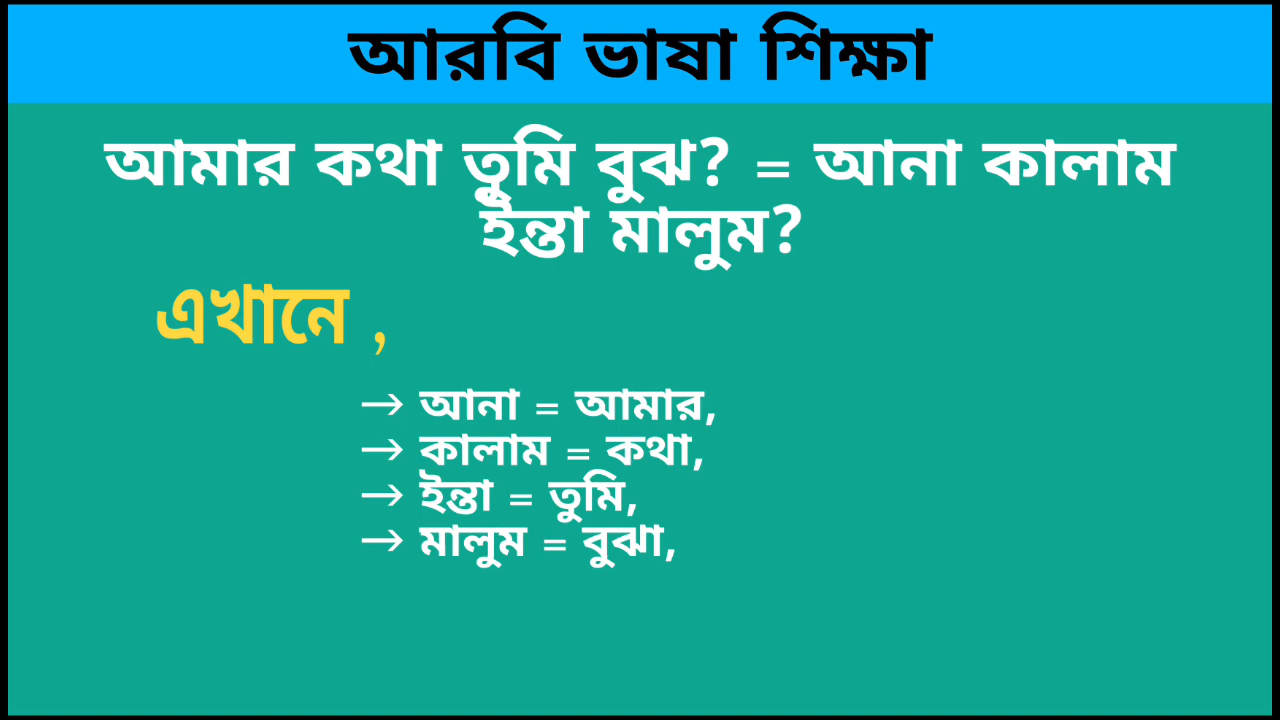 আরবি ভাষা শিক্ষা
আমার কথা তুমি বুঝ? = আনা কালাম
ইন্তা মালুম?
এখানে ,
→ আনা = আমার,
→ কালাম = কথা,
→ ইন্তা = তুমি,
→ মালুম = বুঝা,